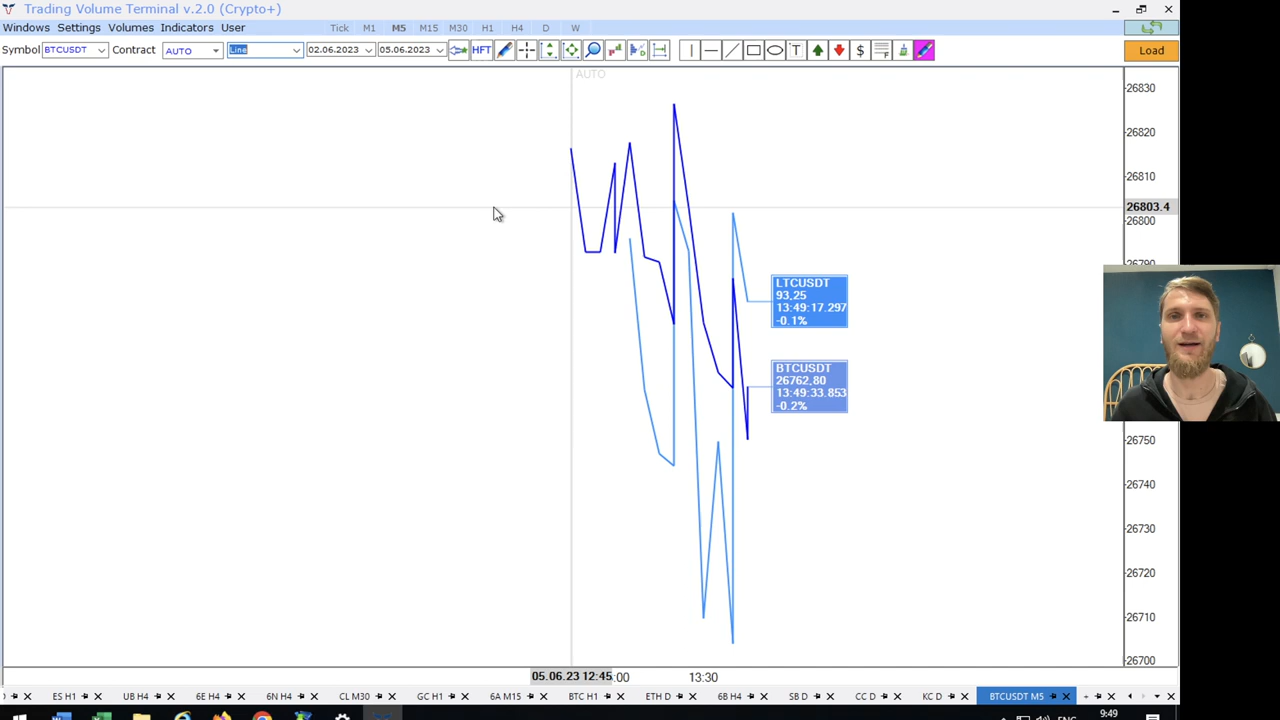 Trading Volume Terminal v.2.0 (Crypto+)
Windows Settings Volumes Indicators User Tick M1 M5 M15 M30 H1 H4 D W
Symbol BTCUSDT Contract AUTO Line 02.06.2023 05.06.2023 HFT T $ F Load
AUTO
26830
26820
26810
26803.4
26800
26790
LTCUSDT
93,25
13:49:17.297
-0.1%
BTCUSDT
26762,80
13:49:33.853
-0.2%
26750
26740
26730
26720
26710
26700
05.06.23 12:45 :00 13:30
ES H1 UB H4 6E H4 6N H4 CL M30 GC H1 6A M15 BTC H1 ETH D 6B H4 SB D CC D KC D BTCUSDT M5
9:49